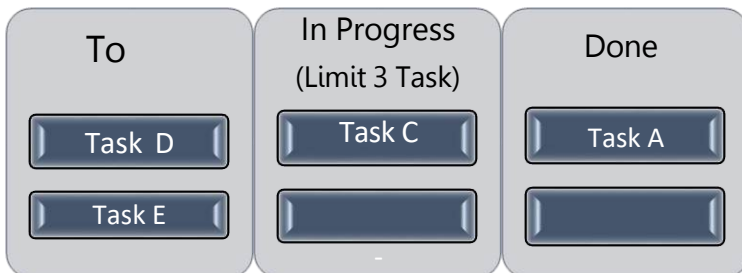 To
Task D
Task E
In Progress
(Limit 3 Task)
Task C
-
Done
Task A